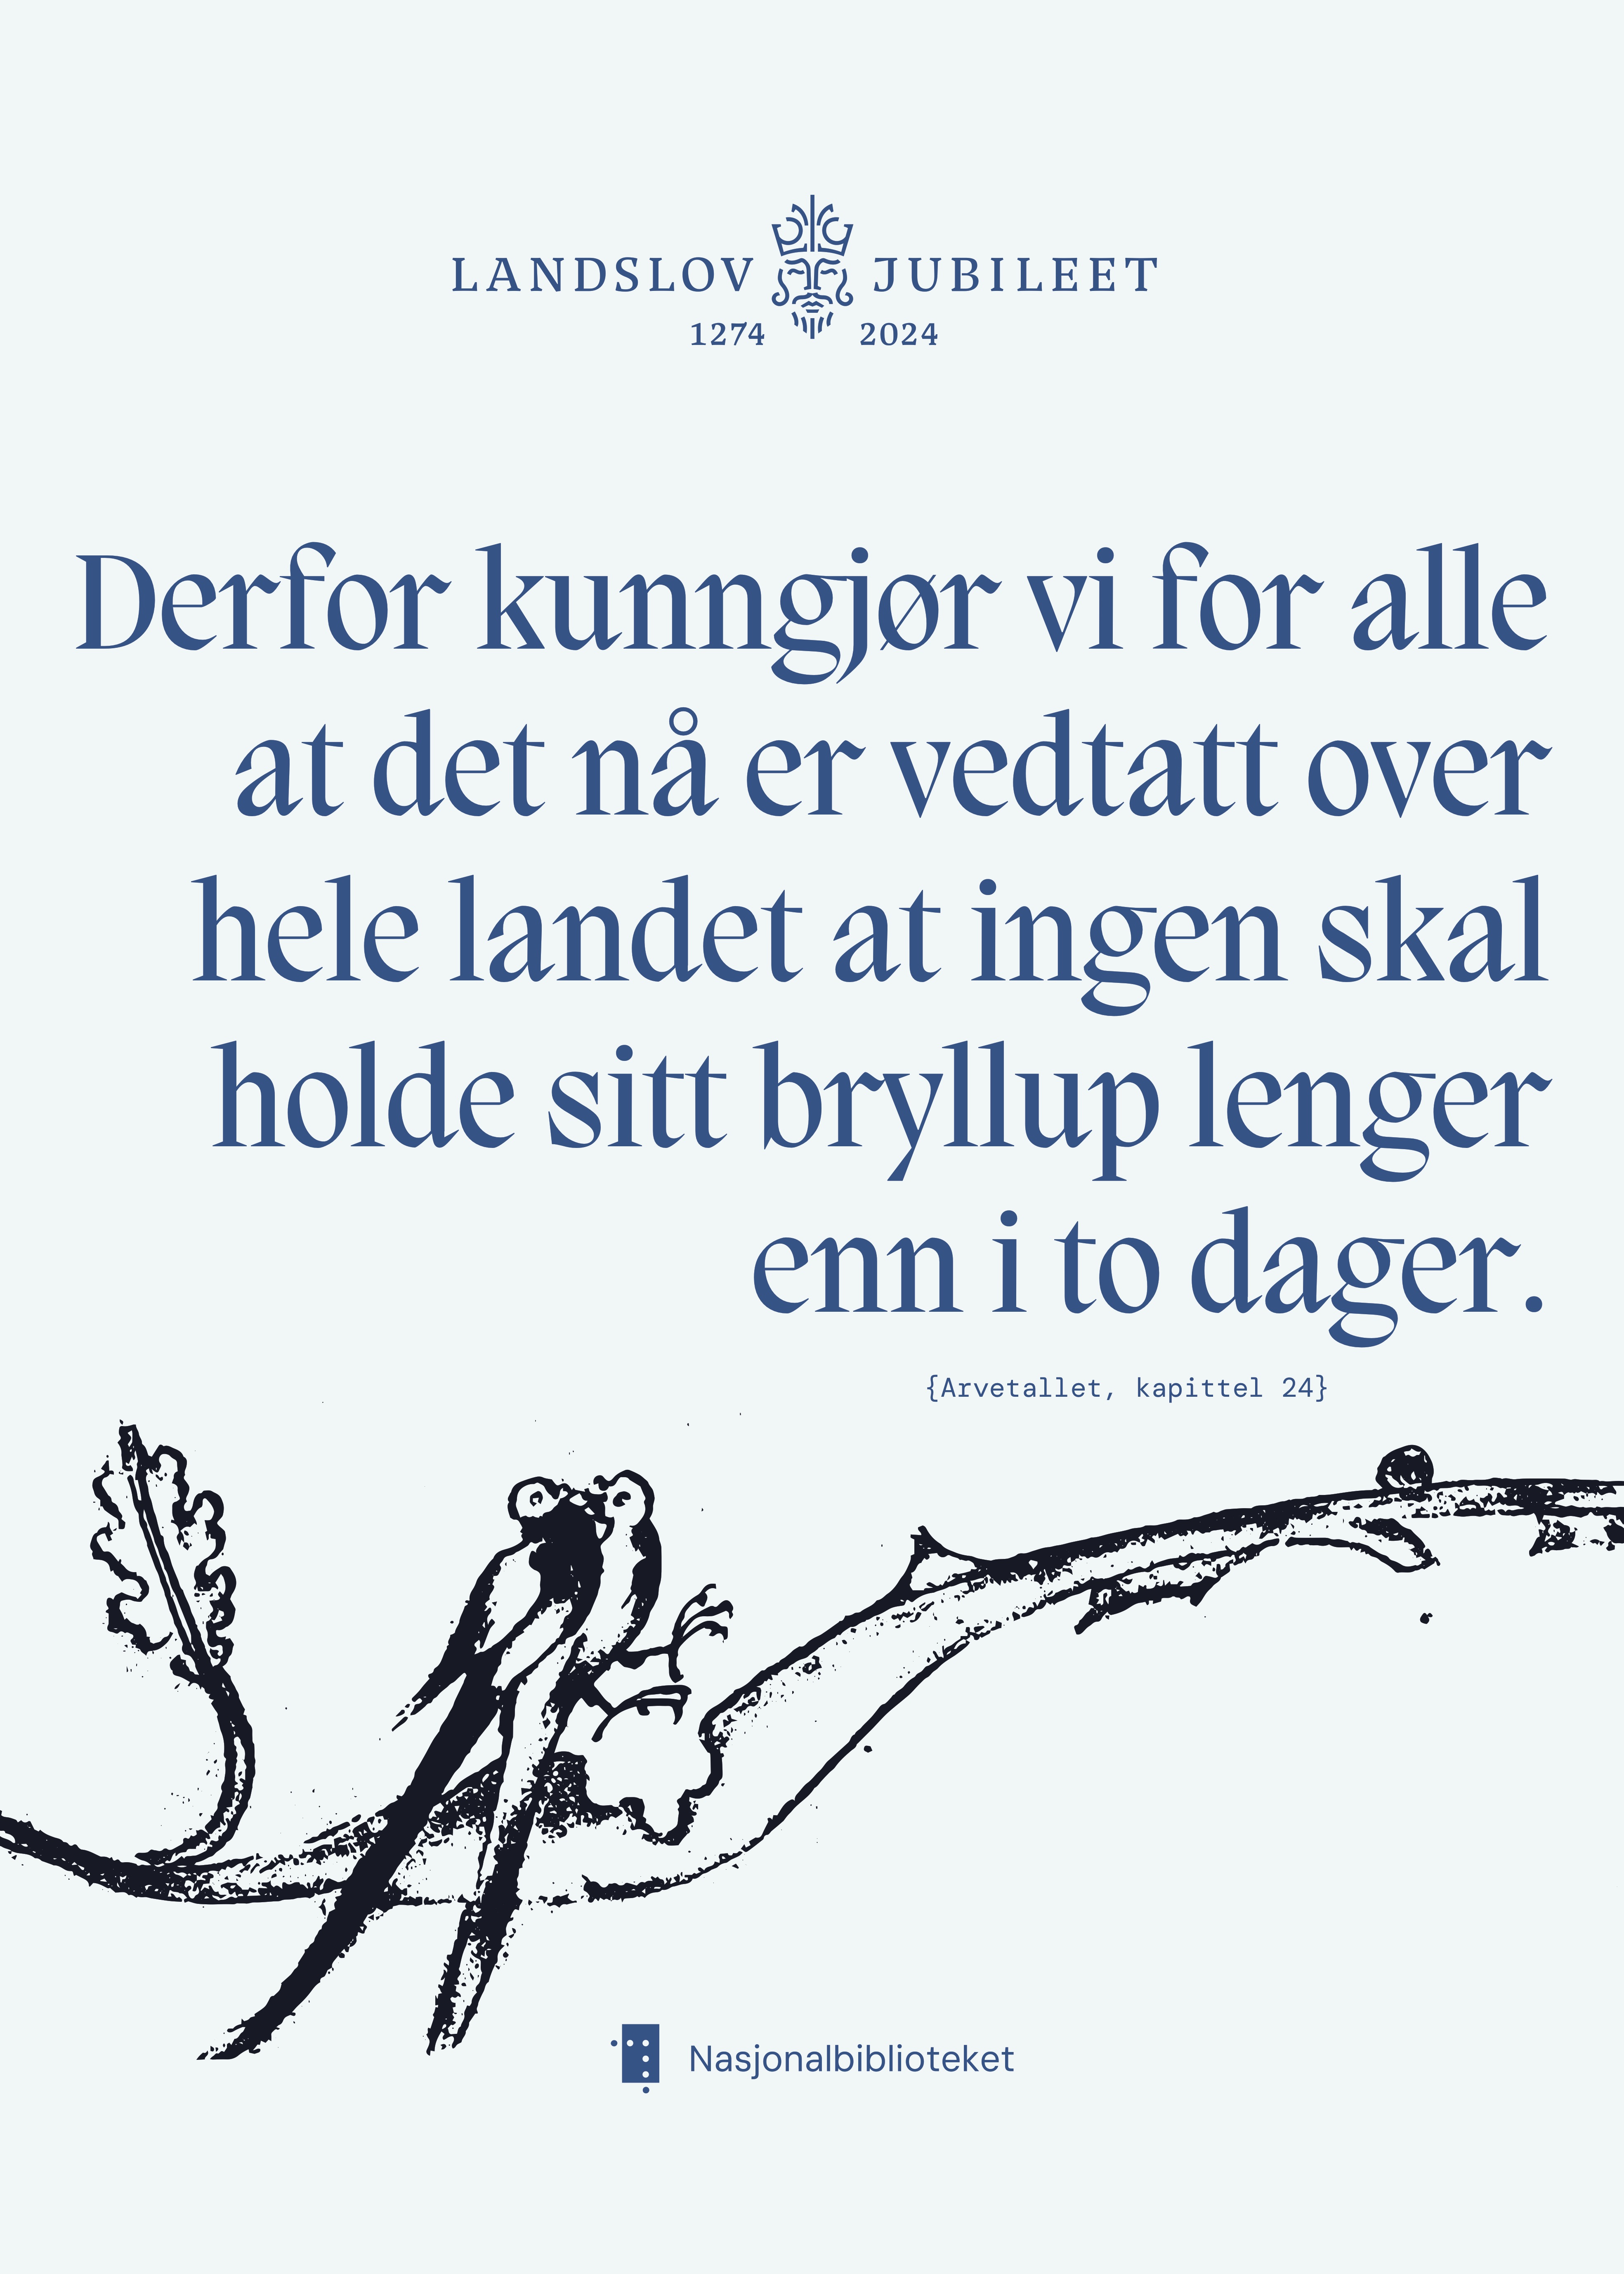 LANDSLOV JUBILEET
1274 2024
Derfor kunngjør vi for alle
at det nå er vedtatt over
hele landet at ingen skal
holde sitt bryllup lenger
enn i to dager.
{Arvetallet, kapittel 24}
Nasjonalbiblioteket